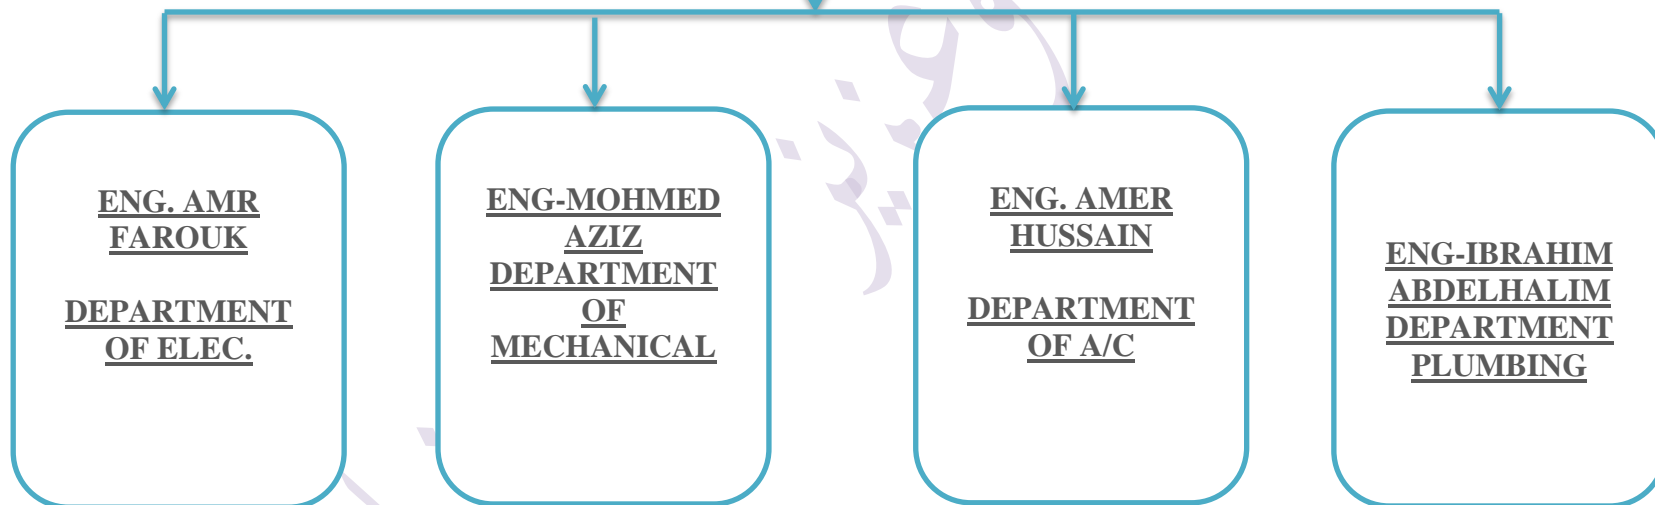 ENG. AMR
FAROUK
DEPARTMENT
OF ELEC.
ENG-MOHMED
AZIZ
DEPARTMENT
OF
MECHANICAL
ENG. AMER
HUSSAIN
DEPARTMENT
OF A/C
ENG-IBRAHIM
ABDELHALIM
DEPARTMENT
PLUMBING